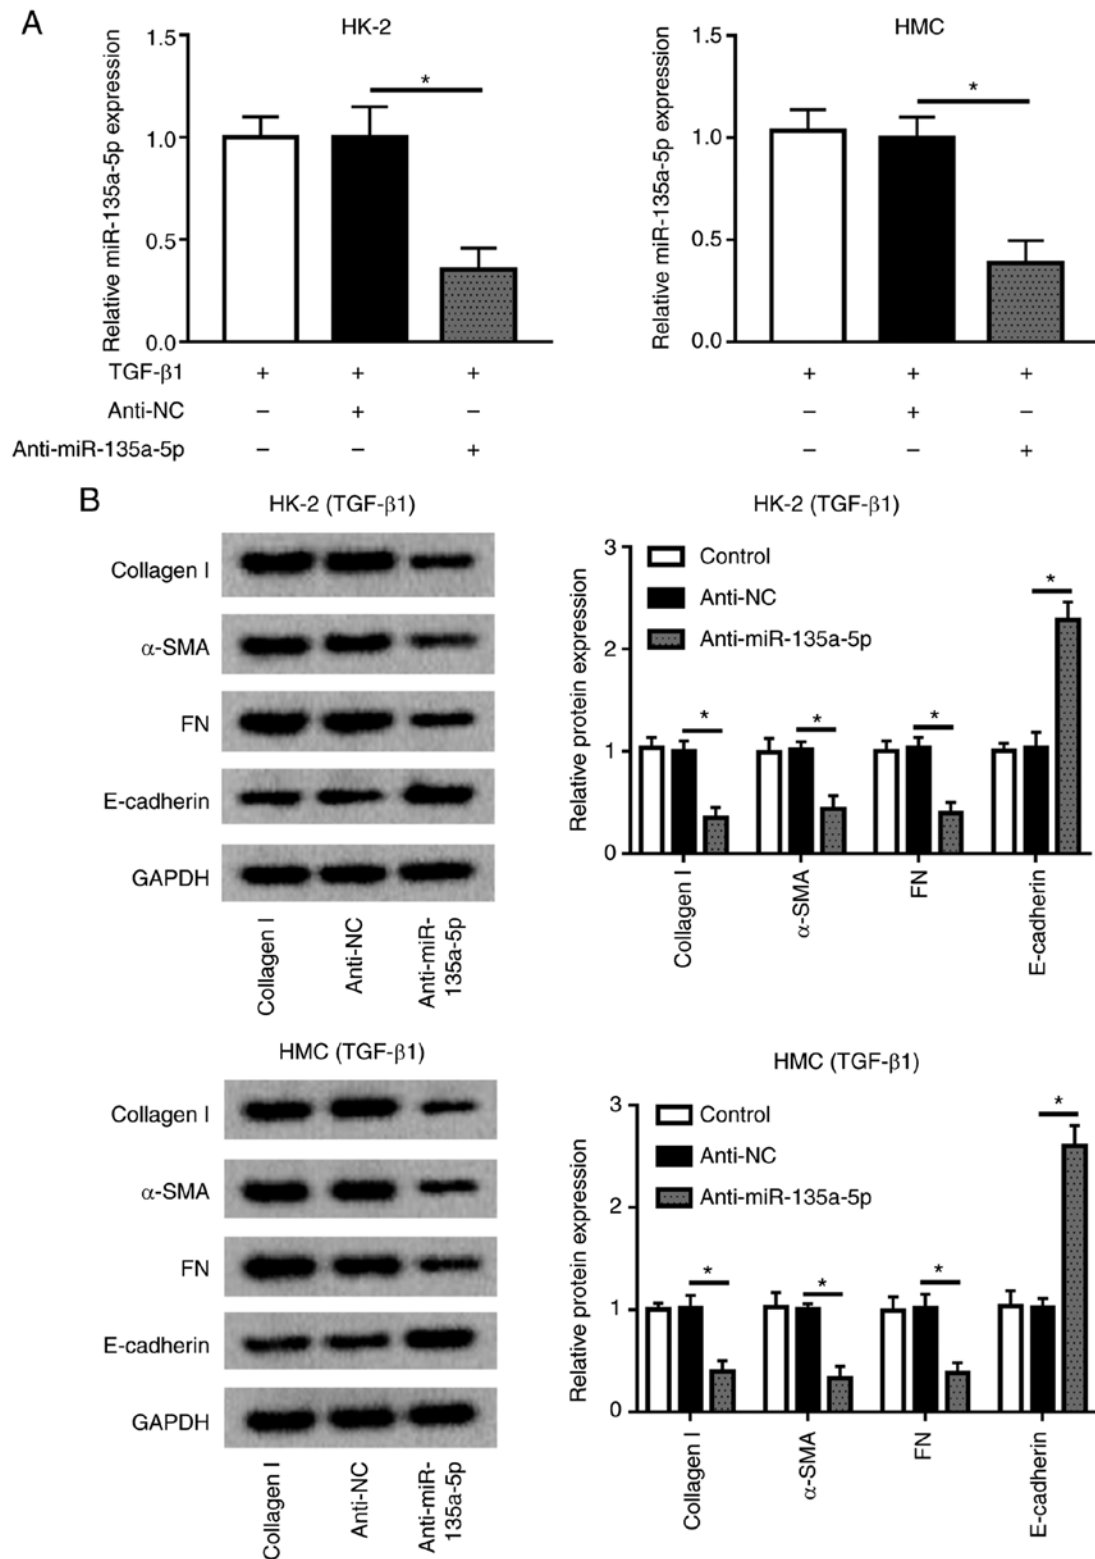 A
HK-2
HMC
Relative miR-135a-5p expression
1.5
1.0
0.5
0.0
*
Relative miR-135a-5p expression
1.5
1.0
0.5
0.0
*
TGF-β1 + + + + + +
Anti-NC – + – – + –
Anti-miR-135a-5p – – + – – +
B
HK-2 (TGF-β1)
Collagen I
α-SMA
FN
E-cadherin
GAPDH
Collagen I
Anti-NC
Anti-miR-
135a-5p
HK-2 (TGF-β1)
Relative protein expression
3
2
1
0
Control
Anti-NC
Anti-miR-135a-5p
* * * *
Collagen I
α-SMA
FN
E-cadherin
HMC (TGF-β1)
Collagen I
α-SMA
FN
E-cadherin
GAPDH
Collagen I
Anti-NC
Anti-miR-
135a-5p
HMC (TGF-β1)
Relative protein expression
3
2
1
0
Control
Anti-NC
Anti-miR-135a-5p
* * * *
Collagen I
α-SMA
FN
E-cadherin